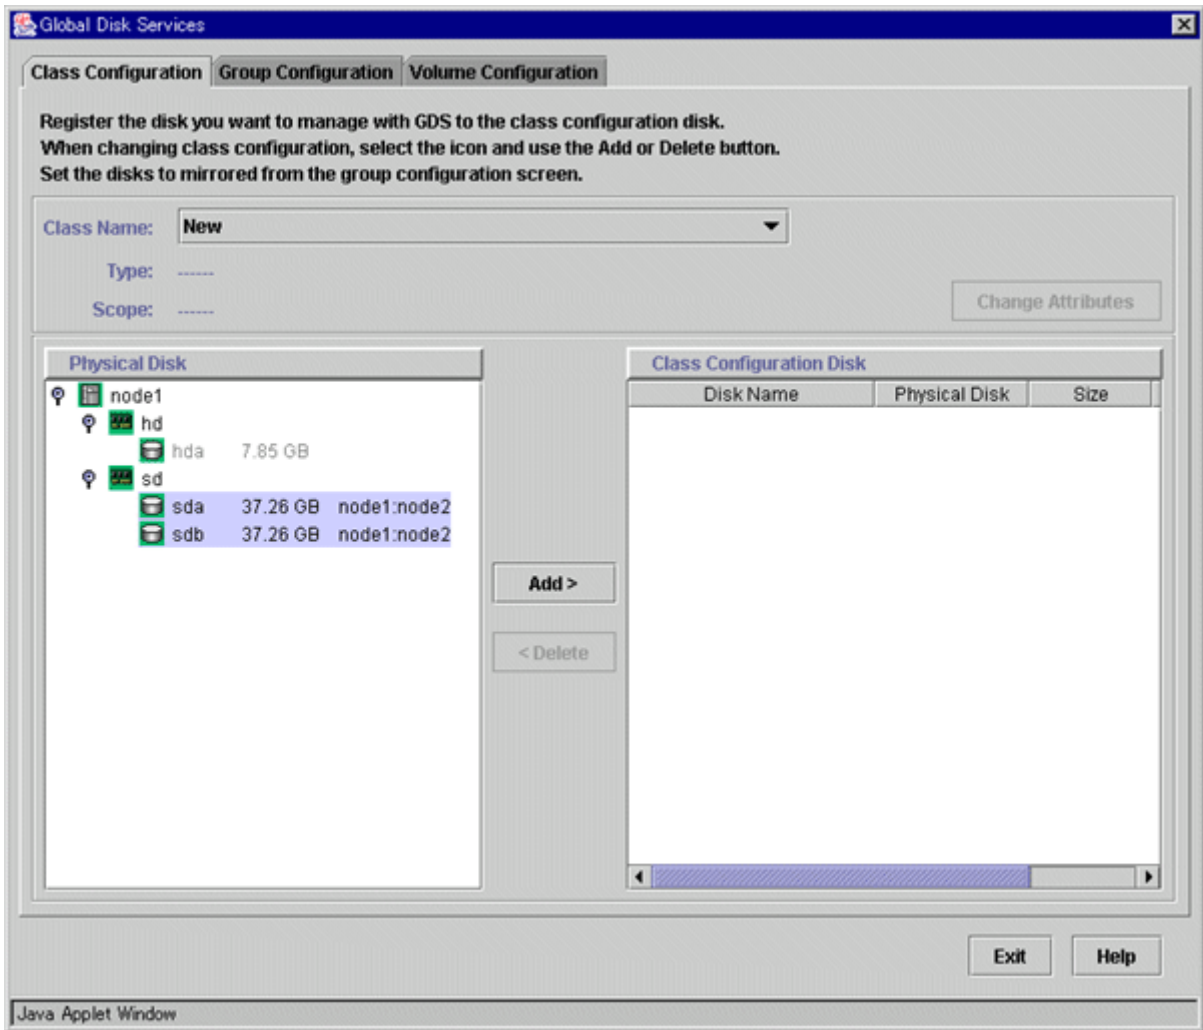 Global Disk Services
Class Configuration Group Configuration Volume Configuration
Register the disk you want to manage with GDS to the class configuration disk.
When changing class configuration, select the icon and use the Add or Delete button.
Set the disks to mirrored from the group configuration screen.
Class Name: New
Type: ------
Scope: ------
Change Attributes
Physical Disk
node1
hd
hda 7.85 GB
sd
sda 37.26 GB node1:node2
sdb 37.26 GB node1:node2
Add >
< Delete
Class Configuration Disk
Disk Name Physical Disk Size
Exit Help
Java Applet Window